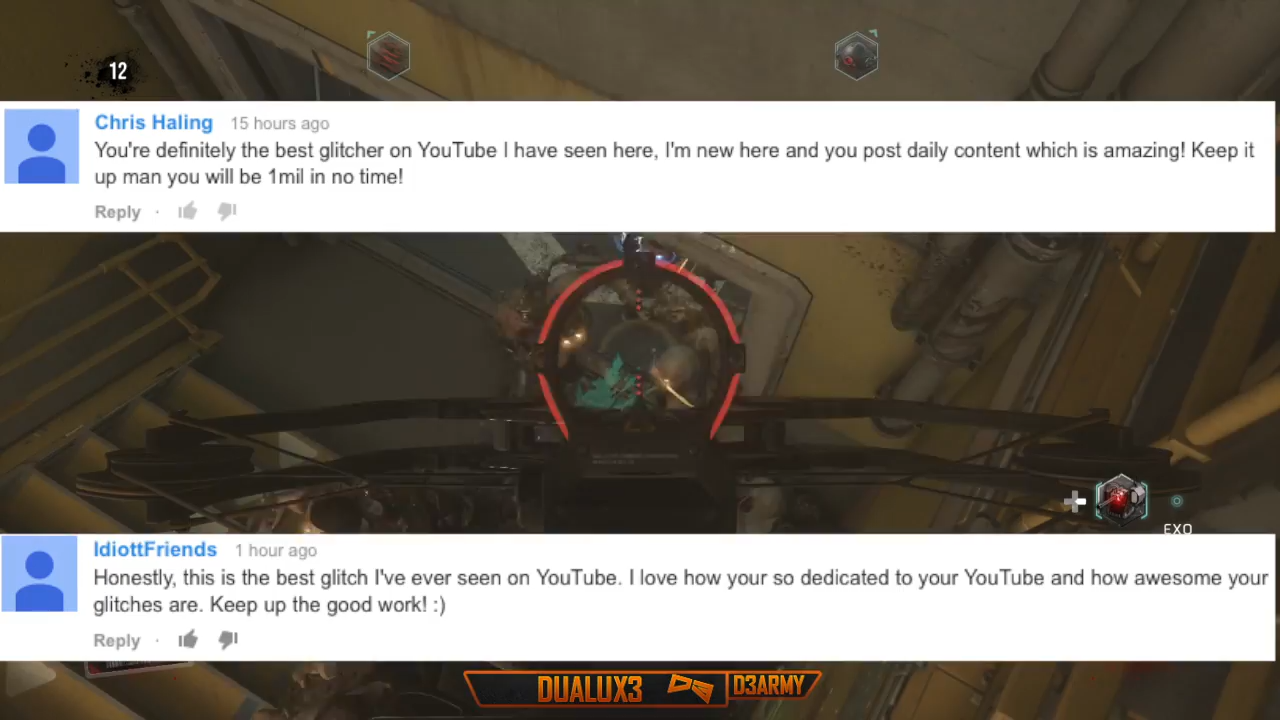 12
Chris Haling 15 hours ago
You're definitely the best glitcher on YouTube I have seen here, I'm new here and you post daily content which is amazing! Keep it
up man you will be 1mil in no time!
Reply ·
EXO
IdiottFriends 1 hour ago
Honestly, this is the best glitch I've ever seen on YouTube. I love how your so dedicated to your YouTube and how awesome your
glitches are. Keep up the good work! :)
Reply ·
DUALUX3 D3ARMY